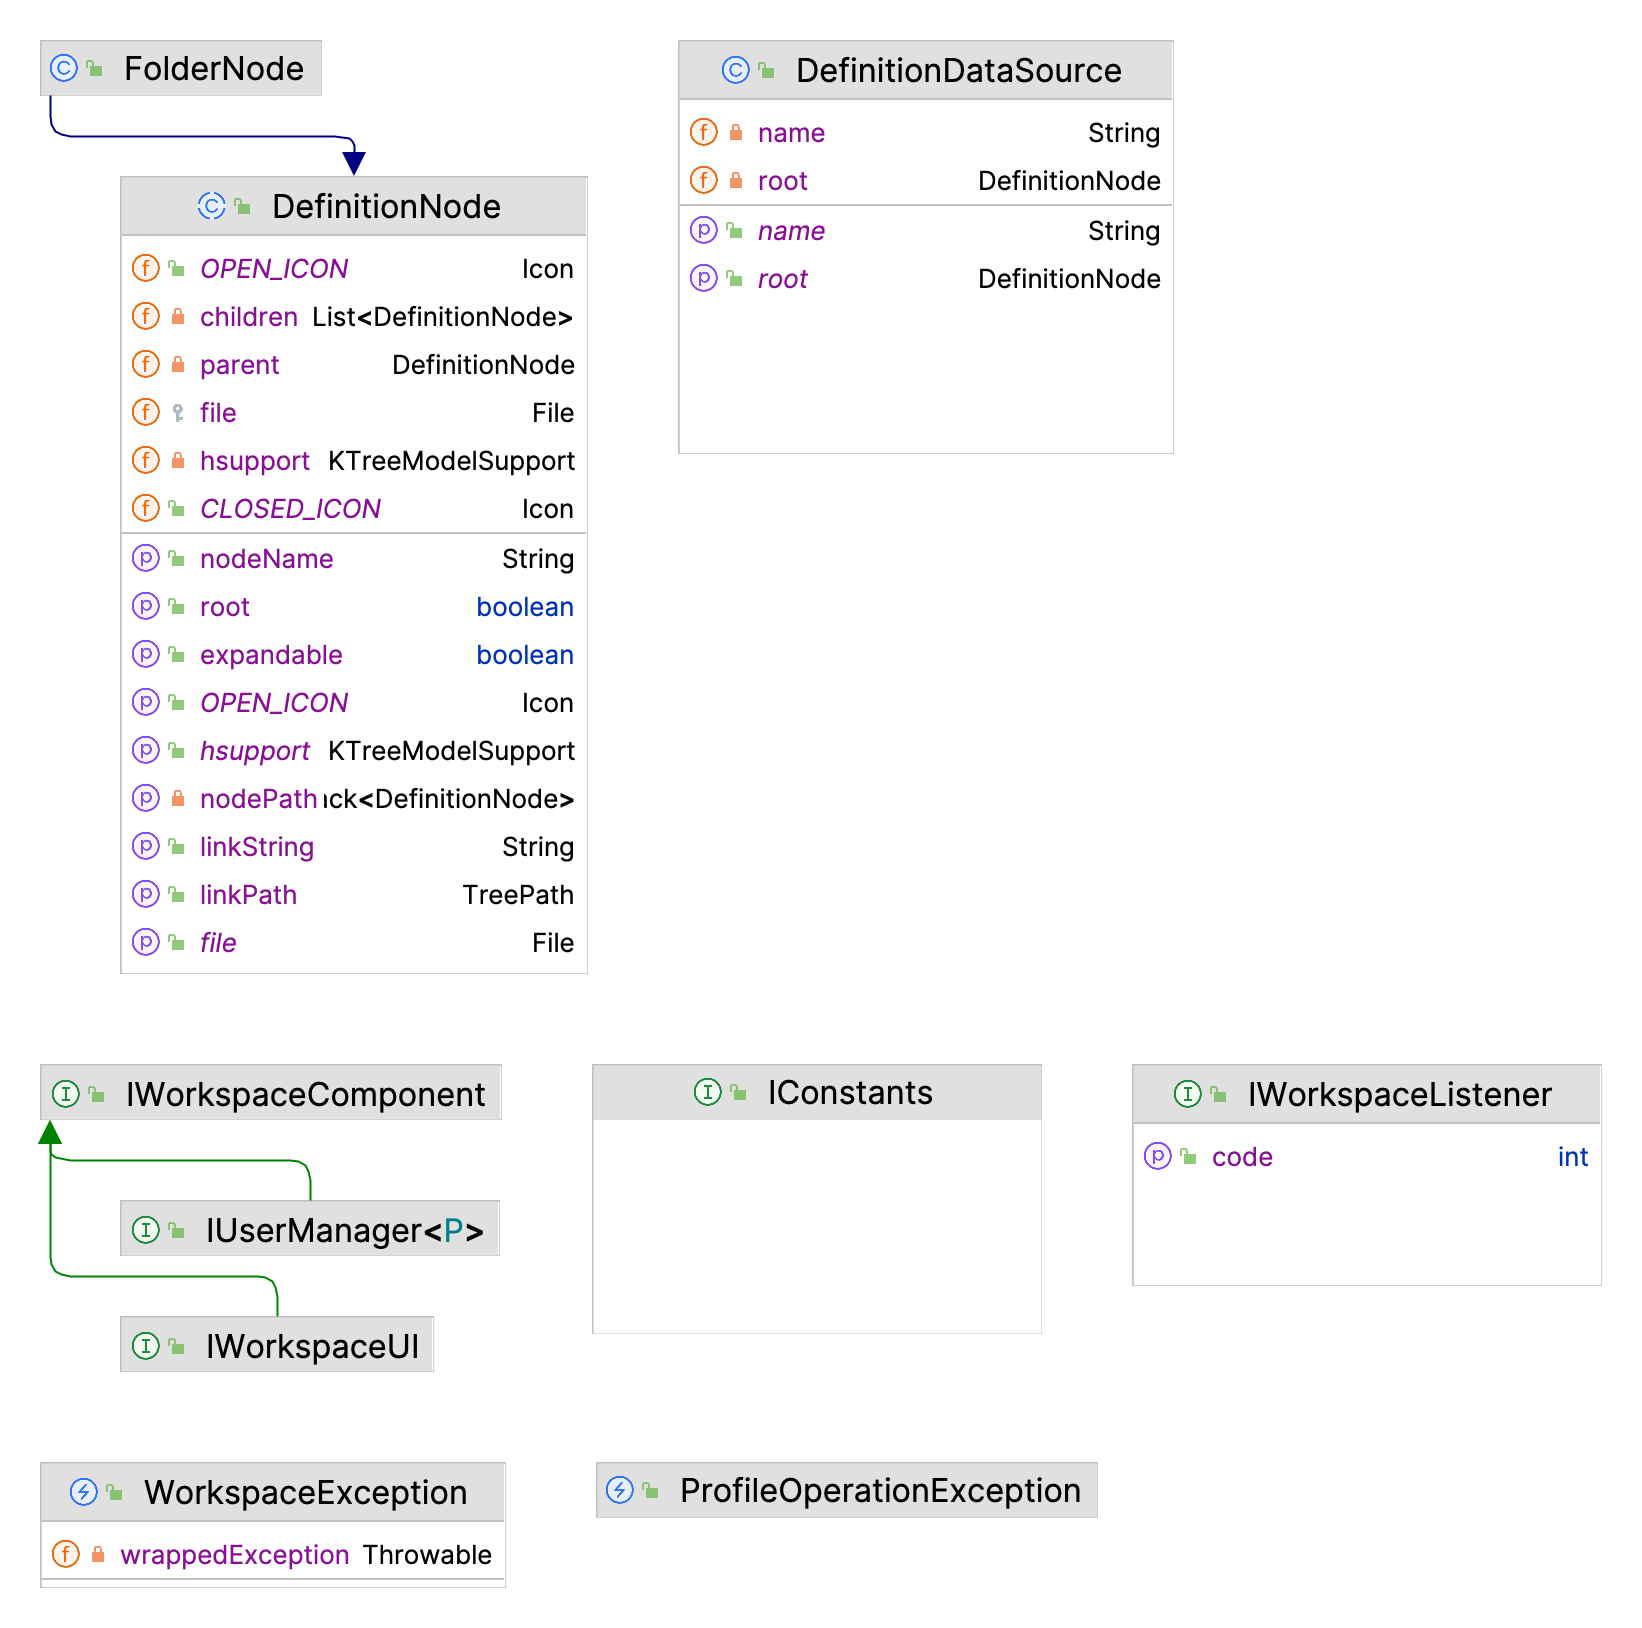 FolderNode
DefinitionDataSource
name String
root DefinitionNode
name String
root DefinitionNode
DefinitionNode
OPEN_ICON Icon
children List<DefinitionNode>
parent DefinitionNode
file File
hsupport KTreeModelSupport
CLOSED_ICON Icon
nodeName String
root boolean
expandable boolean
OPEN_ICON Icon
hsupport KTreeModelSupport
nodePath ck<DefinitionNode>
linkString String
linkPath TreePath
file File
IWorkspaceComponent
IUserManager<P>
IWorkspaceUI
IConstants
IWorkspaceListener
code int
WorkspaceException
wrappedException Throwable
ProfileOperationException